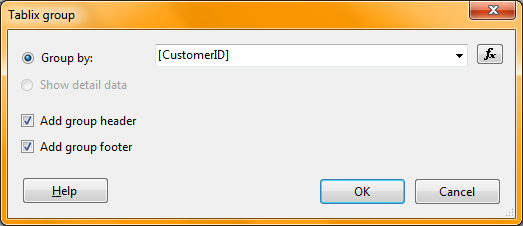 Tablix group
Group by:
[CustomerID]
fx
Show detail data
Add group header
Add group footer
Help
OK
Cancel